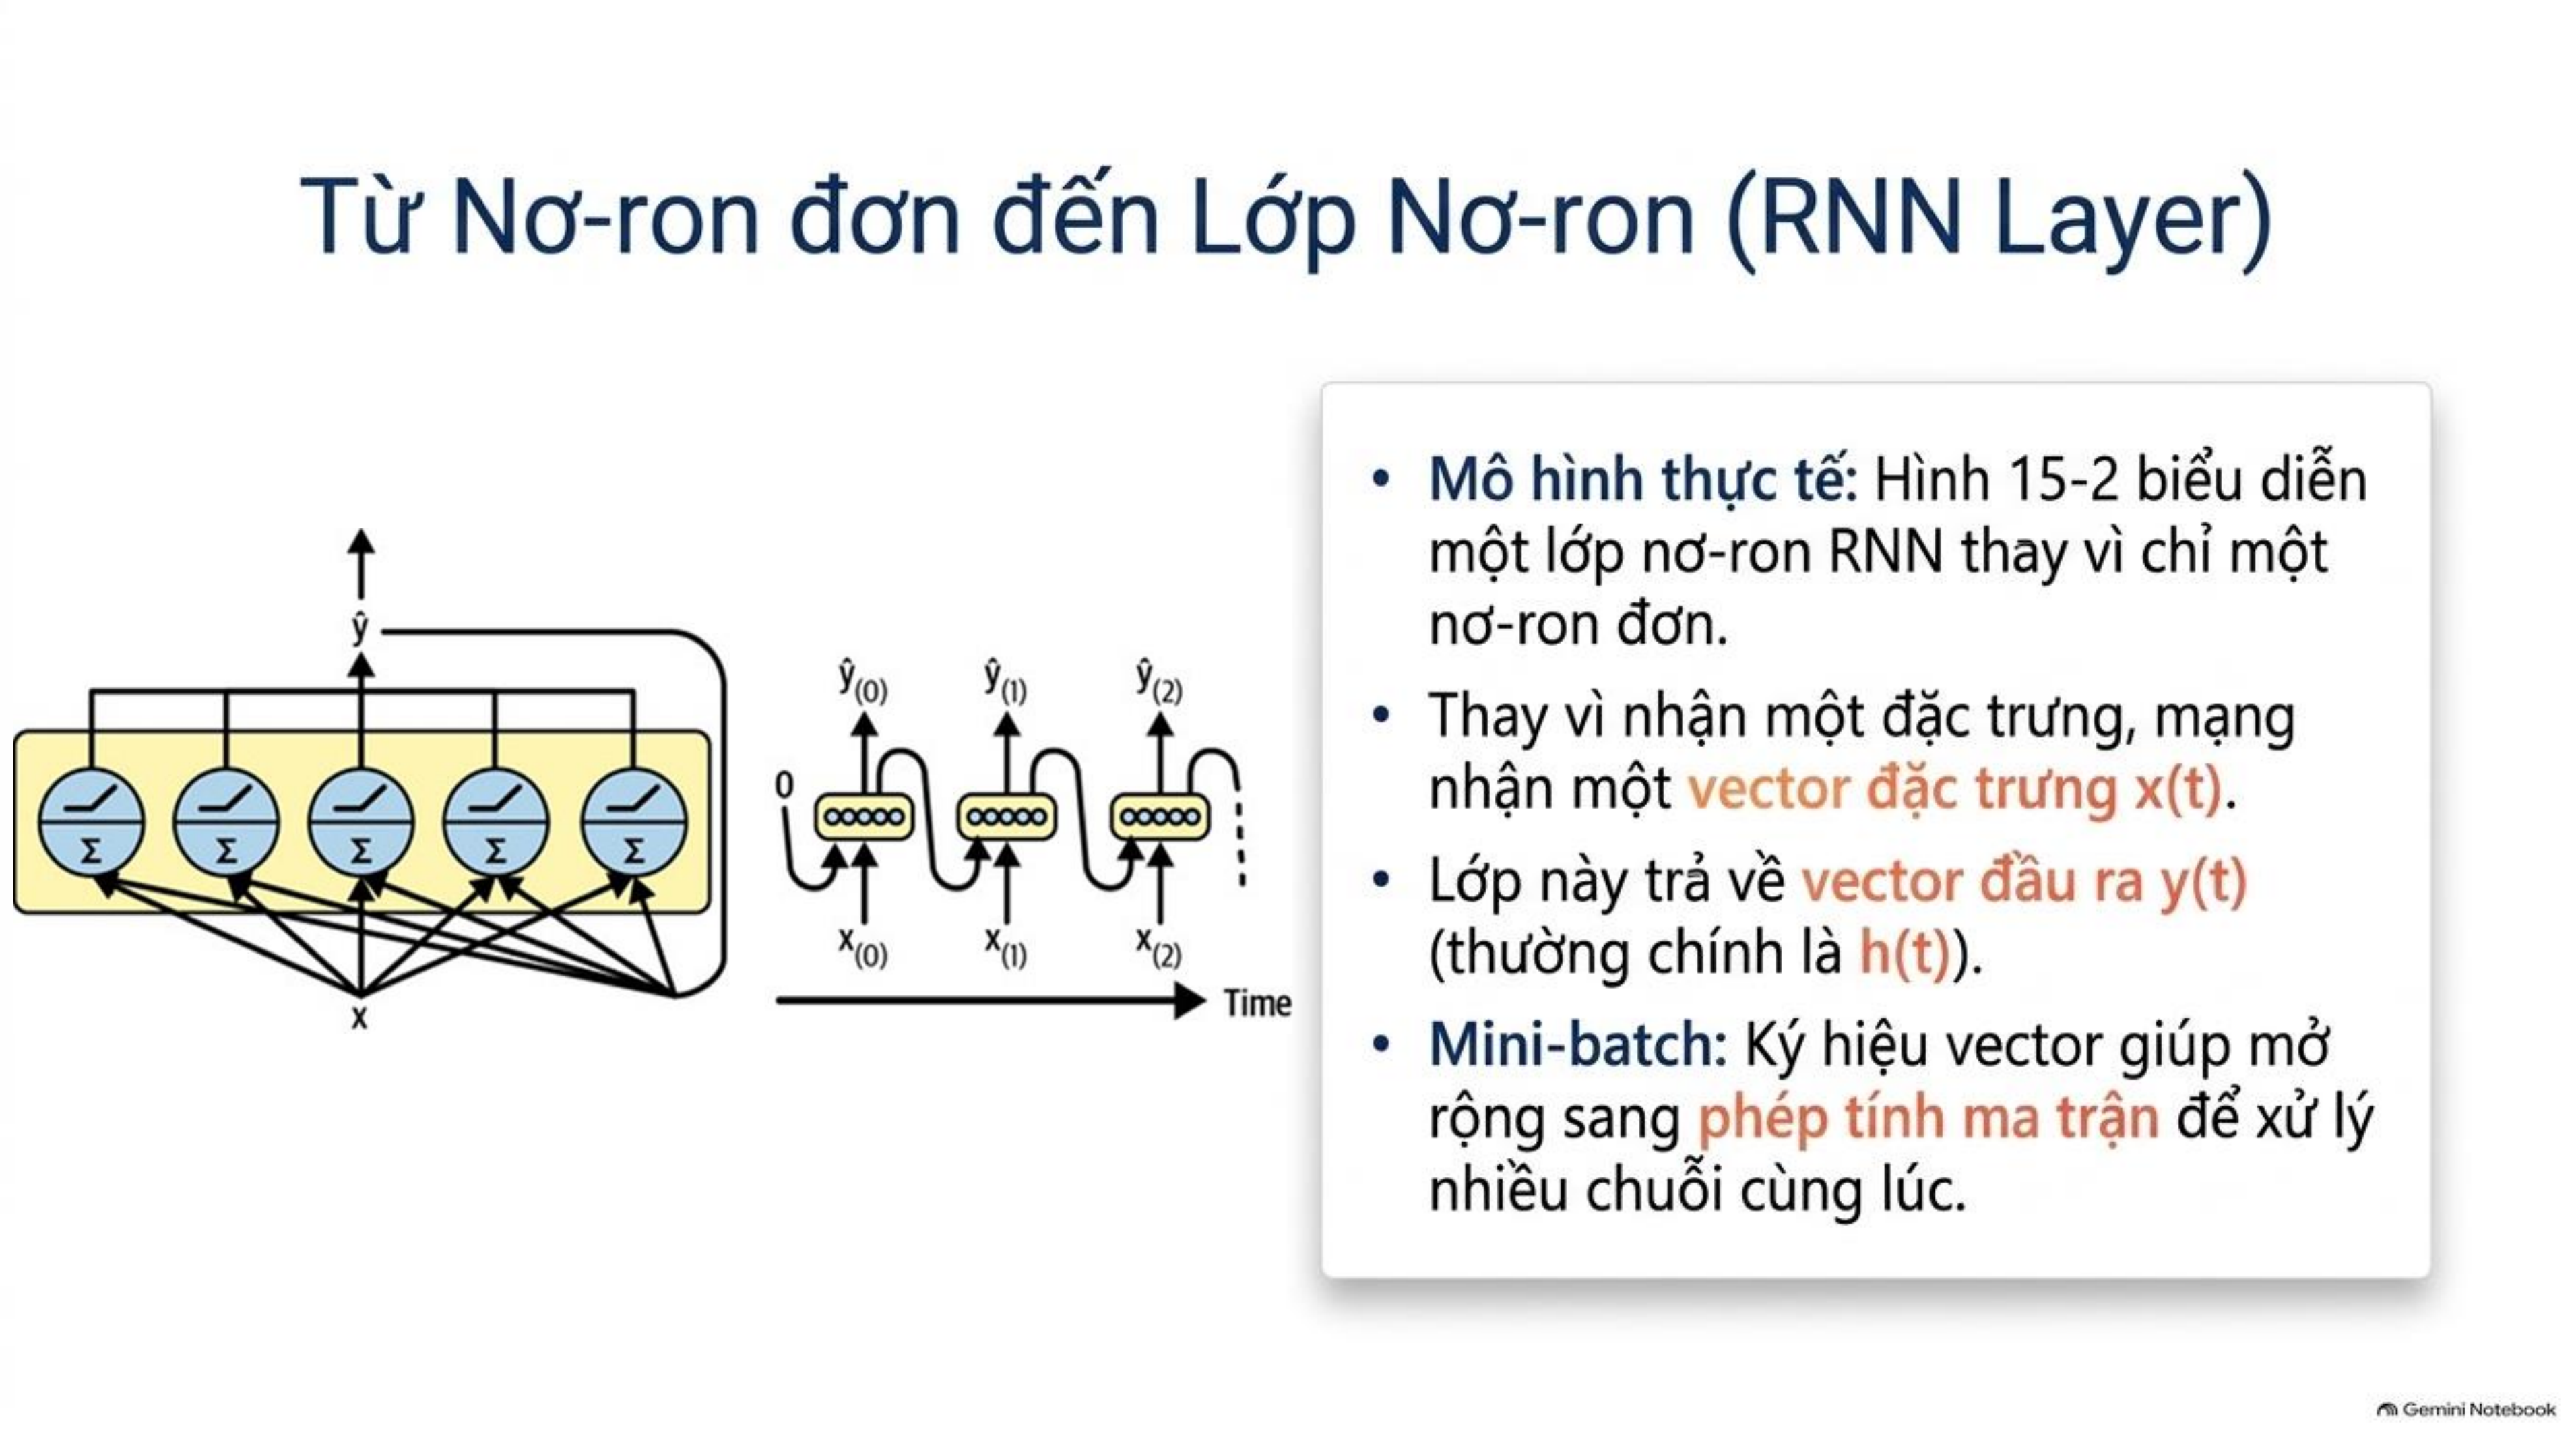 Từ Nơ-ron đơn đến Lớp Nơ-ron (RNN Layer)
ŷ
Σ Σ Σ Σ Σ
x
ŷ(0) ŷ(1) ŷ(2)
0
x(0) x(1) x(2)
Time
• Mô hình thực tế: Hình 15-2 biểu diễn
một lớp nơ-ron RNN thay vì chỉ một
nơ-ron đơn.
• Thay vì nhận một đặc trưng, mạng
nhận một vector đặc trưng x(t).
• Lớp này trả về vector đầu ra y(t)
(thường chính là h(t)).
• Mini-batch: Ký hiệu vector giúp mở
rộng sang phép tính ma trận để xử lý
nhiều chuỗi cùng lúc.
Gemini Notebook